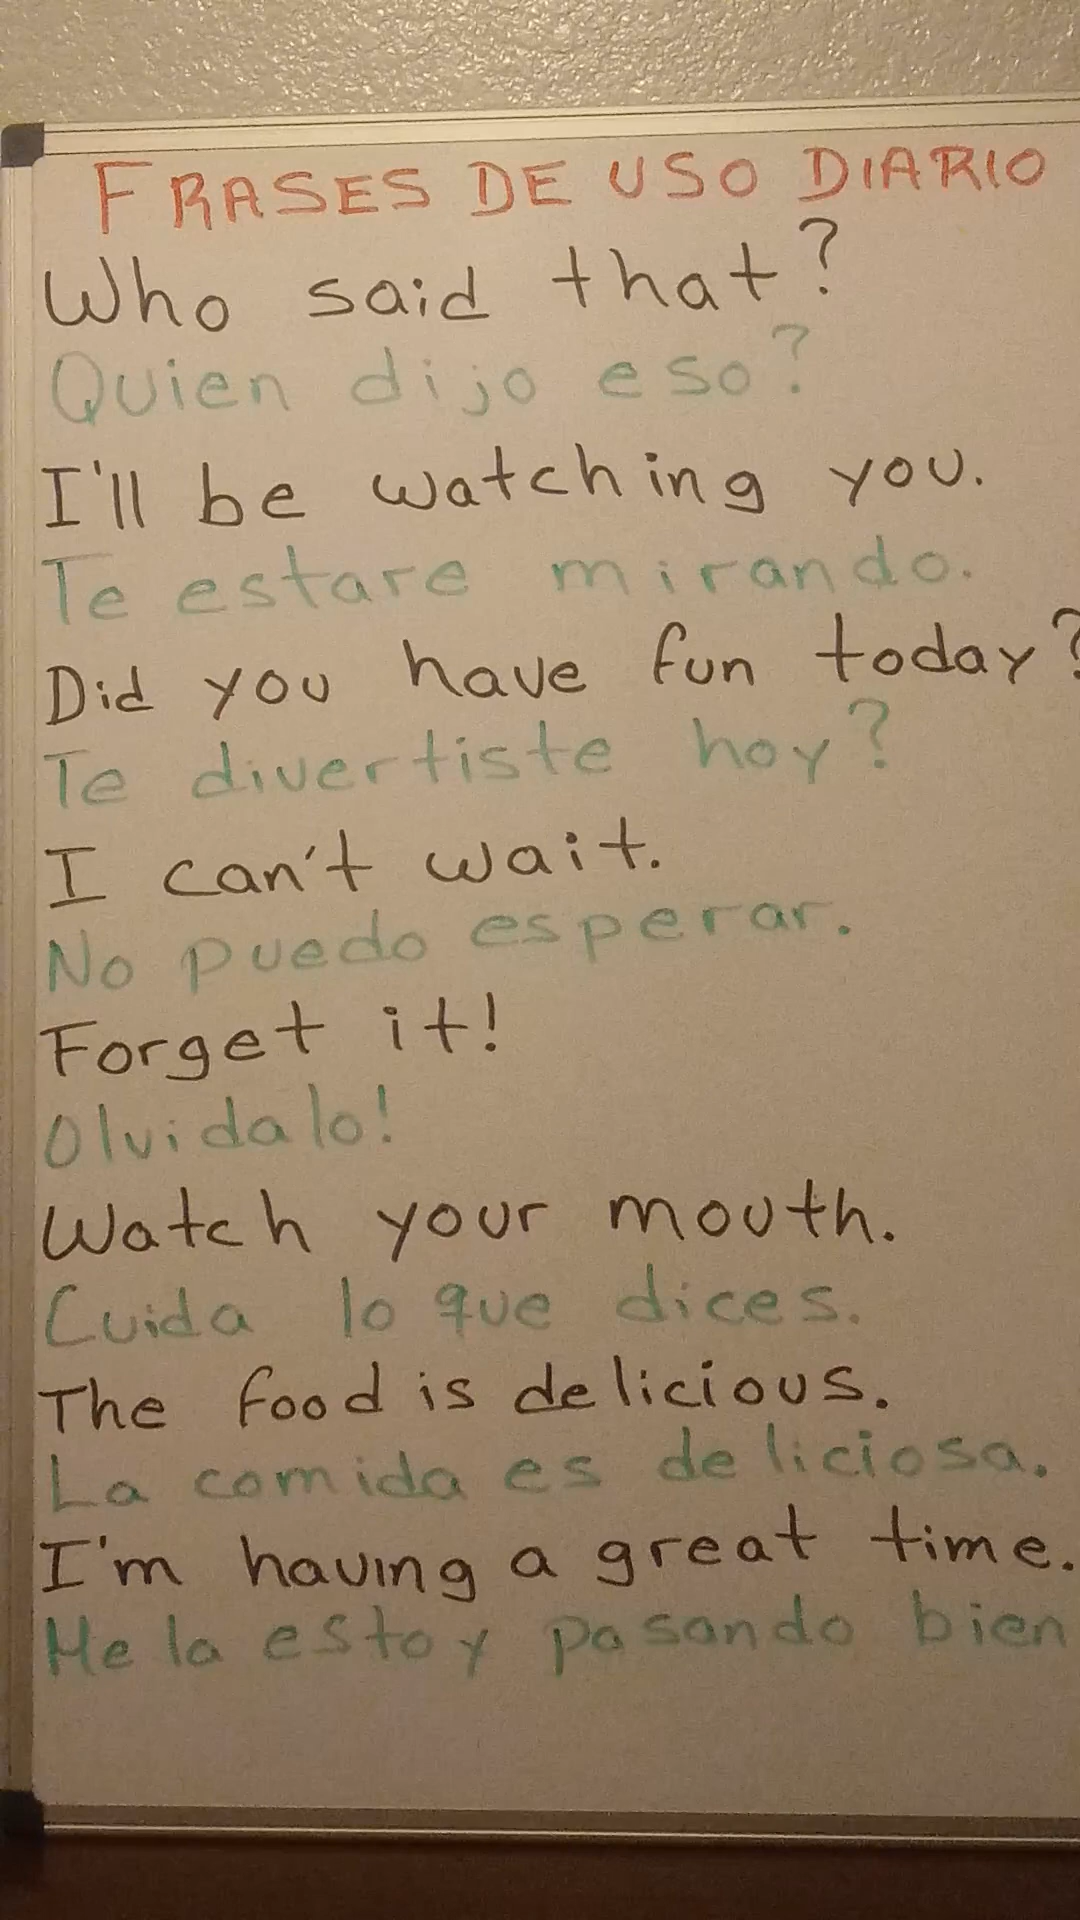 FRASES DE USO DIARIO
Who said that?
Quien dijo eso?
I'll be watching you.
Te estare mirando.
Did you have fun today?
Te divertiste hoy?
I can't wait.
No puedo esperar.
Forget it!
Olvidalo!
Watch your mouth.
Cuida lo que dices.
The food is delicious.
La comida es deliciosa.
I'm having a great time.
Me la estoy pasando bien